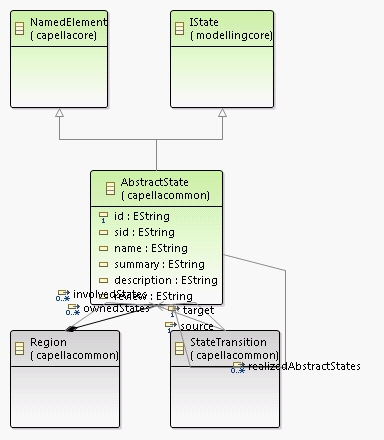 NamedElement
( capellacore)
IState
( modellingcore)
AbstractState
( capellacommon)
id : EString
1
sid : EString
name : EString
summary : EString
description : EString
review : EString
involvedStates
0..*
ownedStates
0..*
target
1
source
1
Region
( capellacommon)
StateTransition
( capellacommon)
realizedAbstractStates
0..*